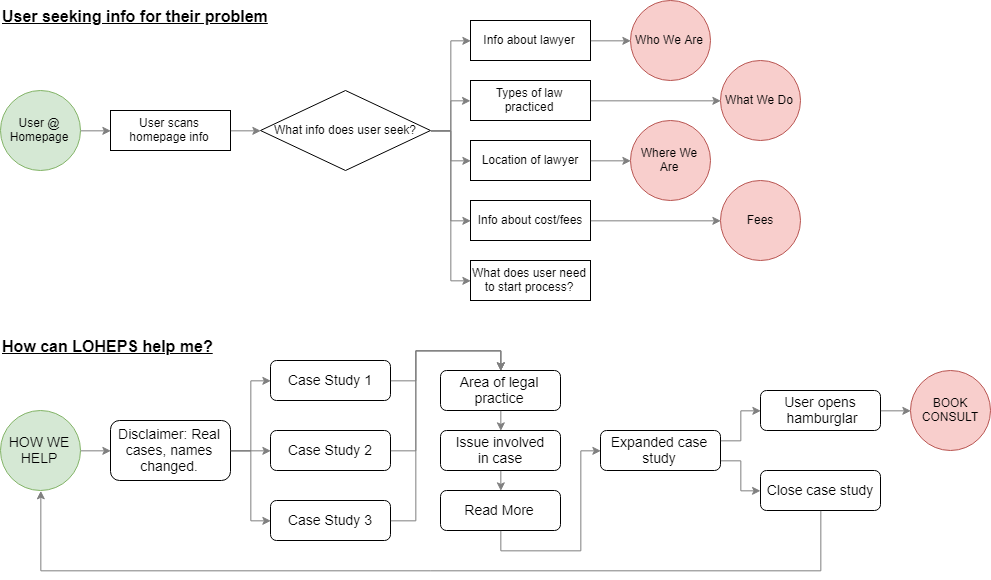 User seeking info for their problem
User @
Homepage
User scans
homepage info
What info does user seek?
Info about lawyer
Who We Are
Types of law
practiced
What We Do
Location of lawyer
Where We
Are
Info about cost/fees
Fees
What does user need
to start process?
How can LOHEPS help me?
HOW WE
HELP
Disclaimer: Real
cases, names
changed.
Case Study 1
Case Study 2
Case Study 3
Area of legal
practice
Issue involved
in case
Read More
Expanded case
study
User opens
hamburglar
BOOK
CONSULT
Close case study